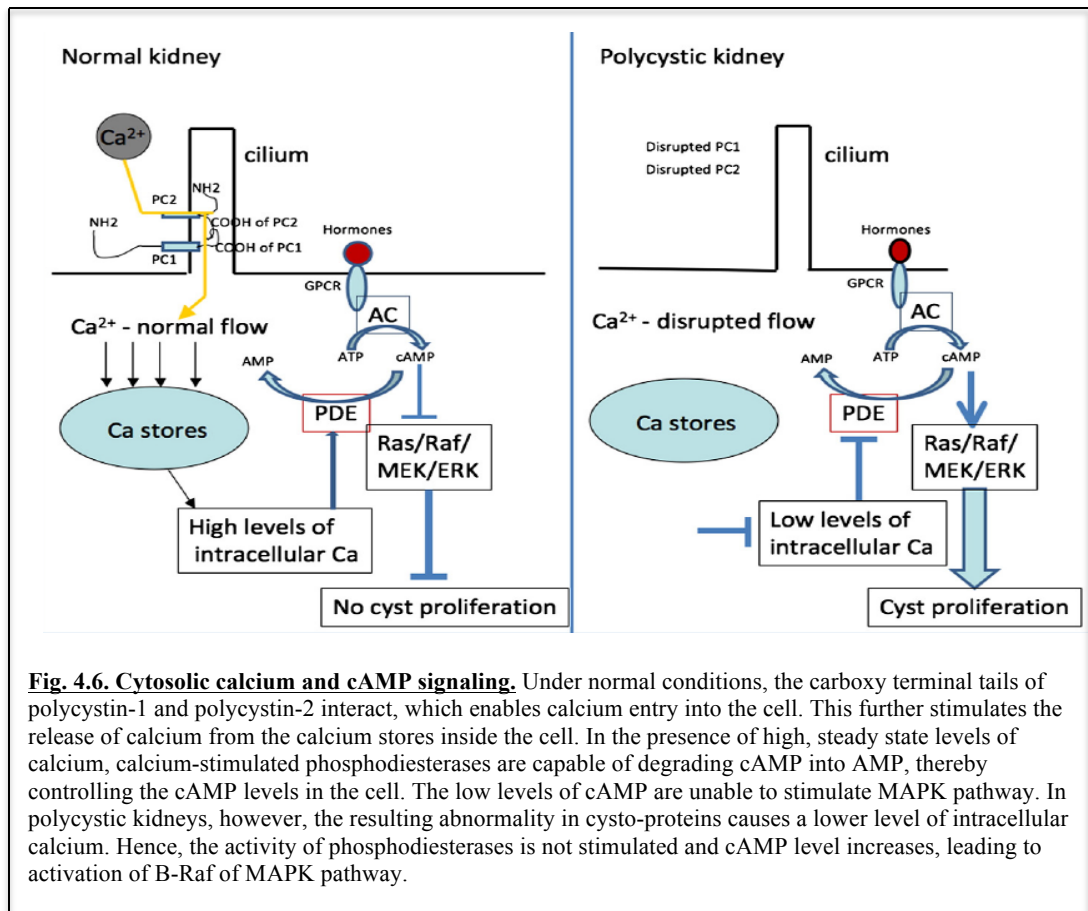 Normal kidney
Ca²⁺
cilium
NH2
PC2
NH2
COOH of PC2
COOH of PC1
PC1
Hormones
GPCR
AC
Ca²⁺ - normal flow
ATP
cAMP
AMP
PDE
Ca stores
Ras/Raf/
MEK/ERK
High levels of
intracellular Ca
No cyst proliferation
Polycystic kidney
Disrupted PC1
Disrupted PC2
cilium
Hormones
GPCR
AC
Ca²⁺ - disrupted flow
ATP
cAMP
AMP
PDE
Ca stores
Ras/Raf/
MEK/ERK
Low levels of
intracellular Ca
Cyst proliferation
Fig. 4.6. Cytosolic calcium and cAMP signaling. Under normal conditions, the carboxy terminal tails of
polycystin-1 and polycystin-2 interact, which enables calcium entry into the cell. This further stimulates the
release of calcium from the calcium stores inside the cell. In the presence of high, steady state levels of
calcium, calcium-stimulated phosphodiesterases are capable of degrading cAMP into AMP, thereby
controlling the cAMP levels in the cell. The low levels of cAMP are unable to stimulate MAPK pathway. In
polycystic kidneys, however, the resulting abnormality in cysto-proteins causes a lower level of intracellular
calcium. Hence, the activity of phosphodiesterases is not stimulated and cAMP level increases, leading to
activation of B-Raf of MAPK pathway.